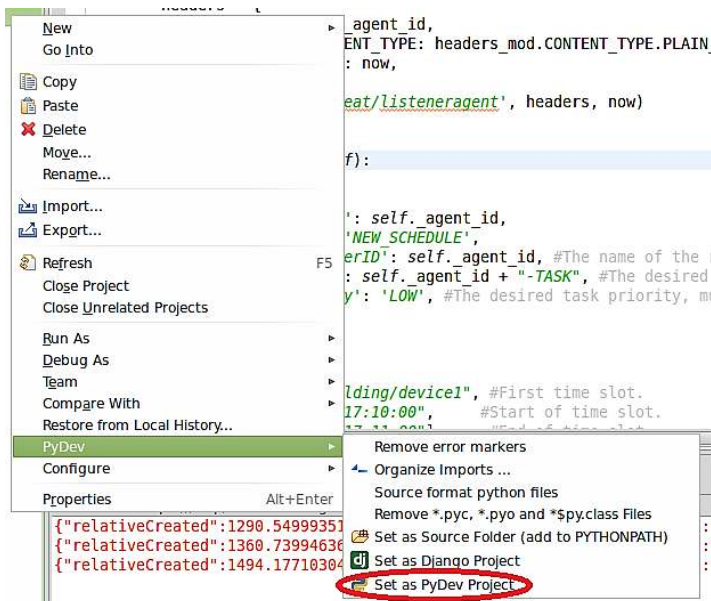 New
Go Into
Copy
Paste
Delete
Move...
Rename...
Import...
Export...
Refresh F5
Close Project
Close Unrelated Projects
Run As
Debug As
Team
Compare With
Restore from Local History...
PyDev
Configure
Properties Alt+Enter
Remove error markers
Organize Imports ...
Source format python files
Remove *.pyc, *.pyo and *$py.class Files
Set as Source Folder (add to PYTHONPATH)
dj Set as Django Project
Set as PyDev Project
_agent_id,
ENT_TYPE: headers_mod.CONTENT_TYPE.PLAIN_
: now,
eat/listeneragent', headers, now)
f):
': self._agent_id,
'NEW_SCHEDULE',
erID': self._agent_id, #The name of the
: self._agent_id + "-TASK", #The desired
y': 'LOW', #The desired task priority,
lding/device1", #First time slot.
17:10:00", #Start of time slot.
{"relativeCreated":1290.54999351
{"relativeCreated":1360.73994636
{"relativeCreated":1494.17710304